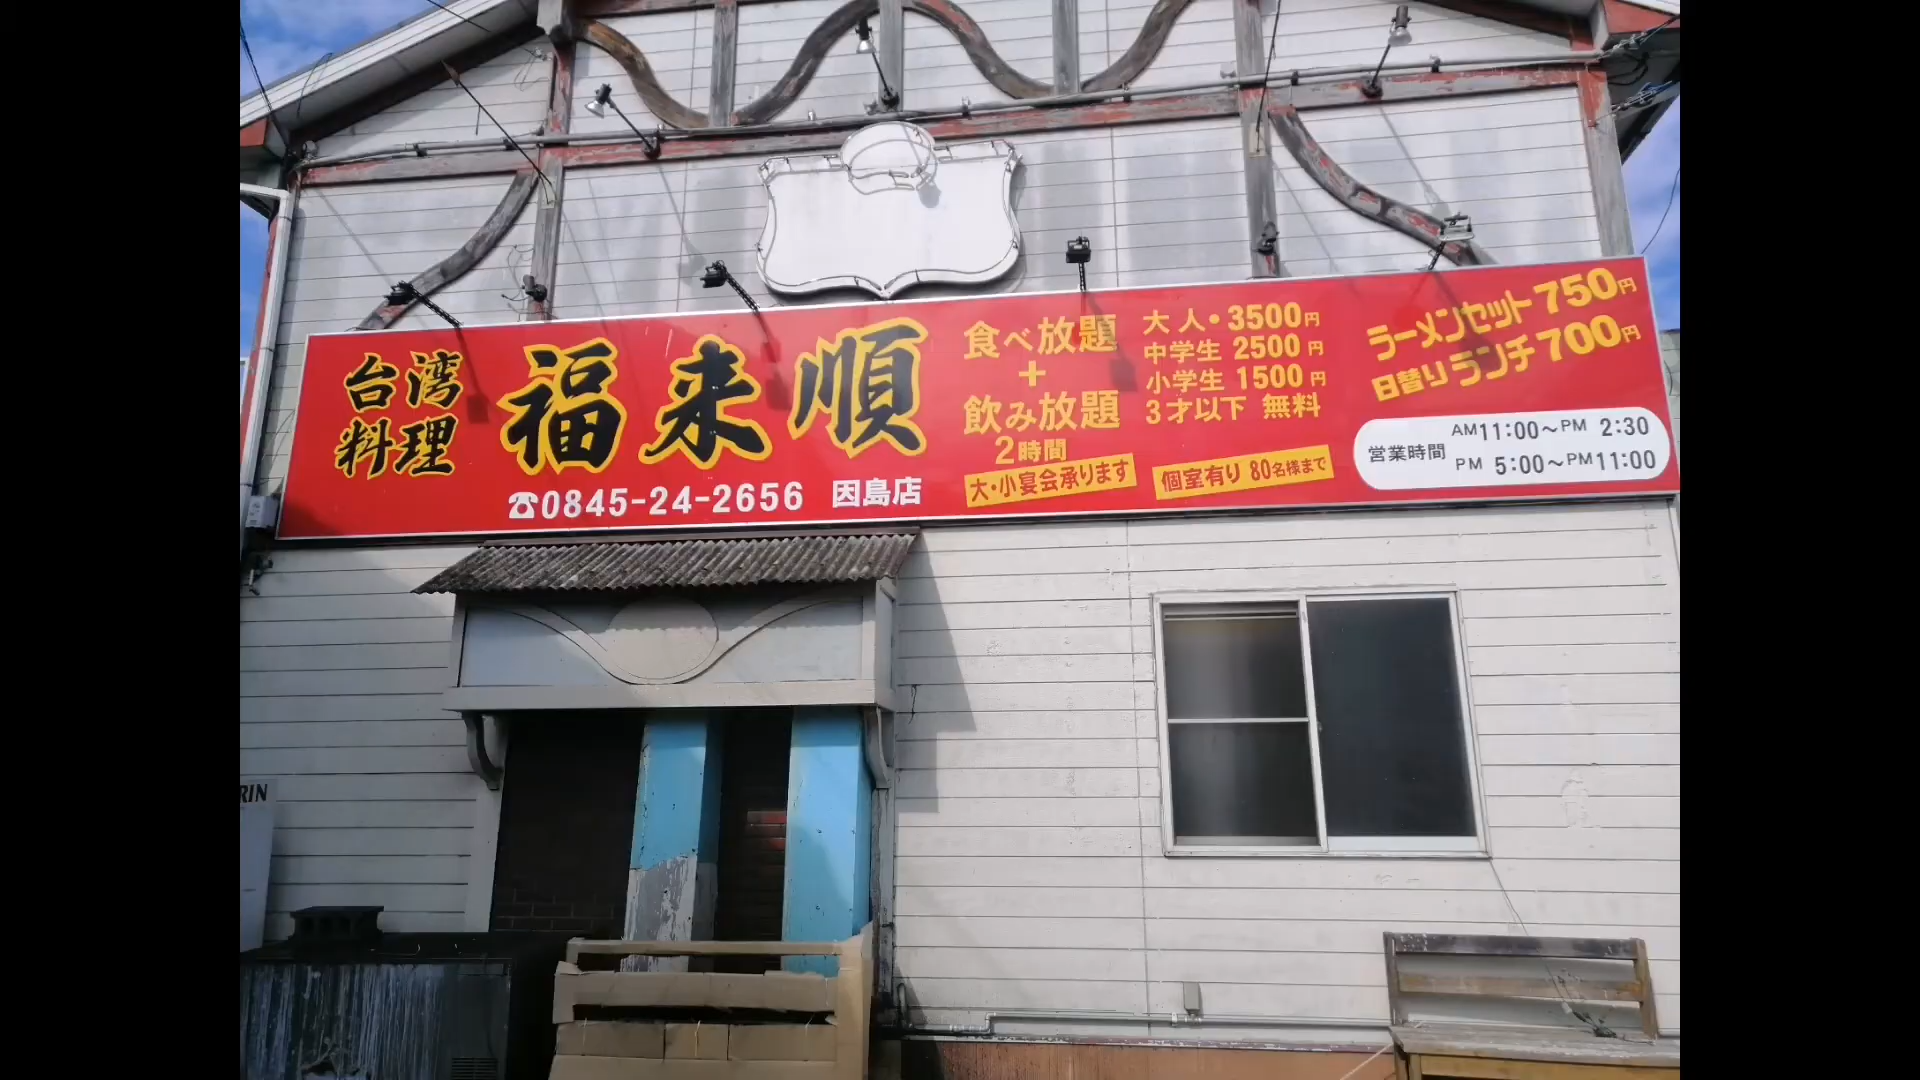 台湾
料理
福来順
☎0845-24-2656 因島店
食べ放題
+
飲み放題
2時間
大・小宴会承ります
大人・3500円
中学生 2500円
小学生 1500円
3才以下 無料
個室有り 80名様まで
ラーメンセット750円
日替りランチ700円
営業時間
AM11:00~PM 2:30
PM 5:00~PM11:00
RIN